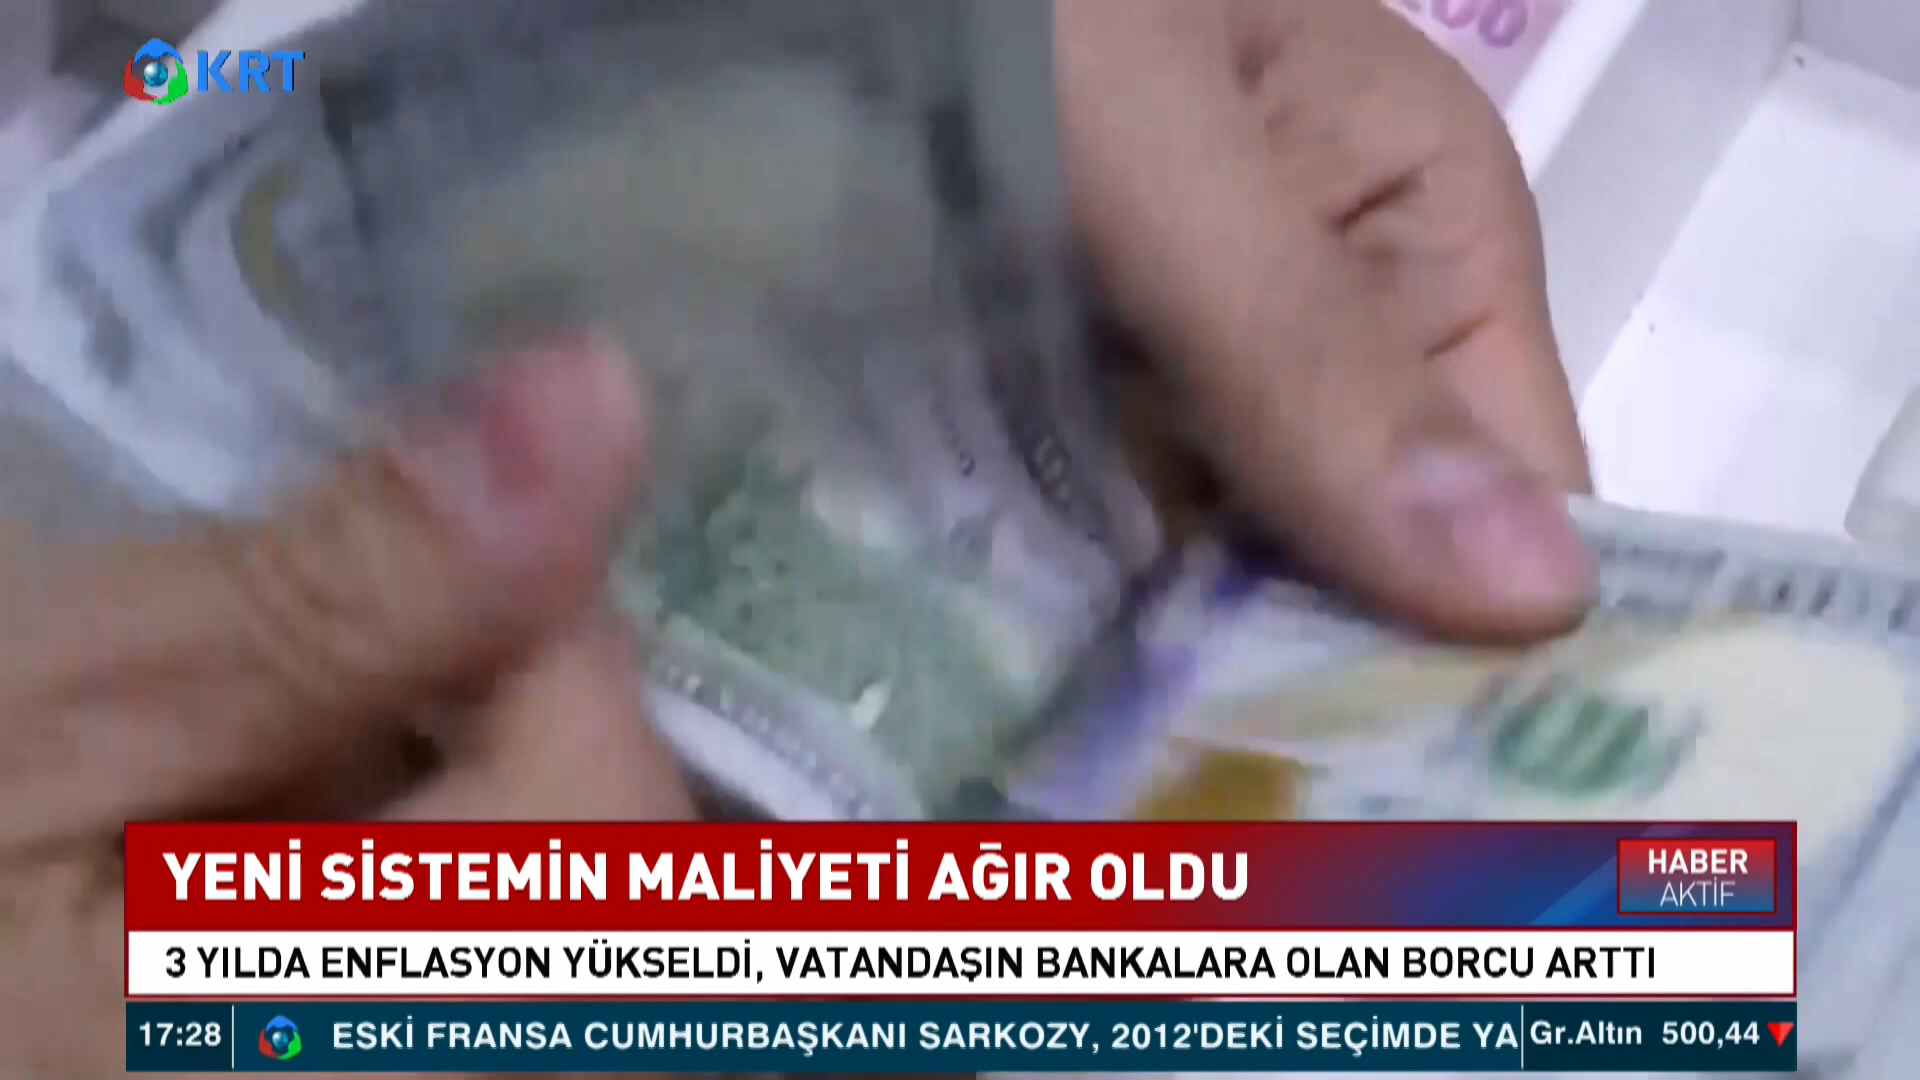 KRT
YENİ SİSTEMİN MALİYETİ AĞIR OLDU
HABER
AKTİF
3 YILDA ENFLASYON YÜKSELDİ, VATANDAŞIN BANKALARA OLAN BORCU ARTTI
17:28 ESKİ FRANSA CUMHURBAŞKANI SARKOZY, 2012'DEKİ SEÇİMDE YA Gr.Altın 500,44